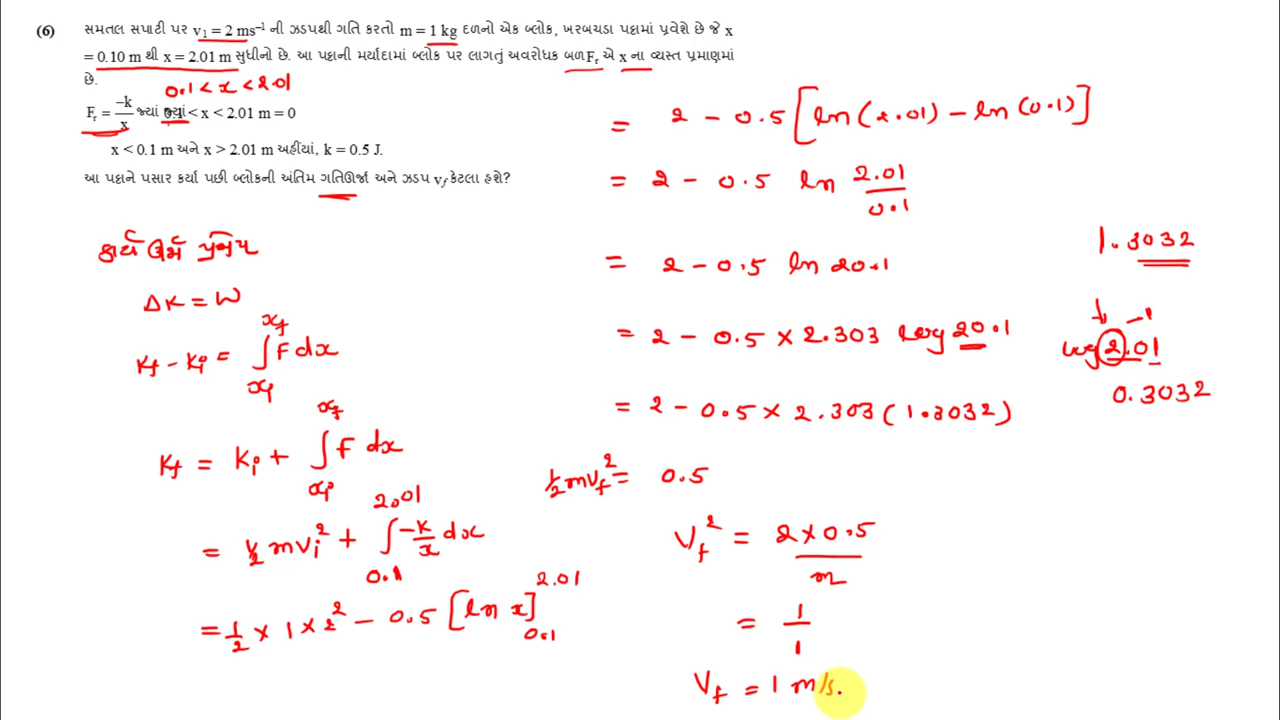 (6) સમતલ સપાટી પર v₁ = 2 ms⁻¹ ની ઝડપથી ગતિ કરતો m = 1 kg દળનો એક બ્લોક, ખરબચડા પટ્ટામાં પ્રવેશે છે જે x
= 0.10 m થી x = 2.01 m સુધીનો છે. આ પટ્ટાની મર્યાદામાં બ્લોક પર લાગતું અવરોધક બળ Fᵣ એ x ના વ્યસ્ત પ્રમાણમાં
છે.
0.1 < x < 2.01
Fᵣ = -k/x જ્યાં 0.1 < x < 2.01 m = 0
x < 0.1 m અને x > 2.01 m અહીંયાં, k = 0.5 J.
આ પટ્ટાને પસાર કર્યા પછી બ્લોકની અંતિમ ગતિઊર્જા અને ઝડપ v_f કેટલા હશે?
કાર્ય ઊર્જા પ્રમેય
ΔK = W
K_f - K_i = ∫_{x_i}^{x_f} F dx
K_f = K_i + ∫_{x_i}^{x_f} F dx
= ½ m v_i² + ∫_{0.1}^{2.01} -k/x dx
= 1/2 × 1 × 2² - 0.5 [ln x]_{0.1}^{2.01}
= 2 - 0.5 [ln(2.01) - ln(0.1)]
= 2 - 0.5 ln 2.01/0.1
= 2 - 0.5 ln 20.1
= 2 - 0.5 × 2.303 log 20.1
= 2 - 0.5 × 2.303 (1.3032)
½ m v_f² = 0.5
V_f² = 2 × 0.5 / m
= 1/1
V_f = 1 m/s.
1.3032
-1
log 2.01
0.3032